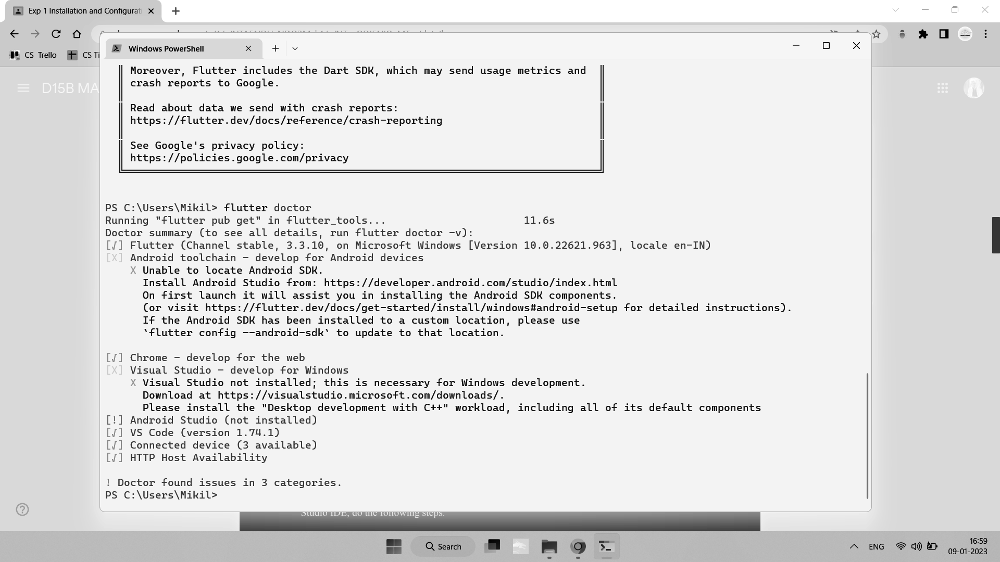 Exp 1 Installation and Configurati
CS Trello
CS Ti
Windows PowerShell
D15B MA
Moreover, Flutter includes the Dart SDK, which may send usage metrics and
crash reports to Google.
Read about data we send with crash reports:
https://flutter.dev/docs/reference/crash-reporting
See Google's privacy policy:
https://policies.google.com/privacy
PS C:\Users\Mikil> flutter doctor
Running "flutter pub get" in flutter_tools... 11.6s
Doctor summary (to see all details, run flutter doctor -v):
[√] Flutter (Channel stable, 3.3.10, on Microsoft Windows [Version 10.0.22621.963], locale en-IN)
[X] Android toolchain - develop for Android devices
X Unable to locate Android SDK.
Install Android Studio from: https://developer.android.com/studio/index.html
On first launch it will assist you in installing the Android SDK components.
(or visit https://flutter.dev/docs/get-started/install/windows#android-setup for detailed instructions).
If the Android SDK has been installed to a custom location, please use
`flutter config --android-sdk` to update to that location.
[√] Chrome - develop for the web
[X] Visual Studio - develop for Windows
X Visual Studio not installed; this is necessary for Windows development.
Download at https://visualstudio.microsoft.com/downloads/.
Please install the "Desktop development with C++" workload, including all of its default components
[!] Android Studio (not installed)
[√] VS Code (version 1.74.1)
[√] Connected device (3 available)
[√] HTTP Host Availability
! Doctor found issues in 3 categories.
PS C:\Users\Mikil>
Studio IDE, do the following steps:
Search
ENG
16:59
09-01-2023